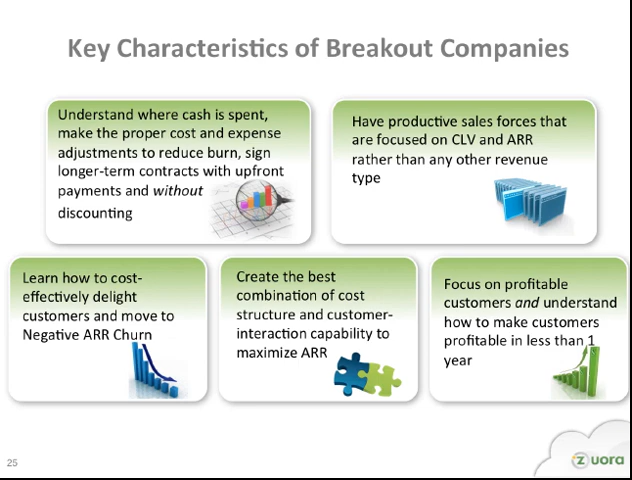 Key Characteristics of Breakout Companies
Understand where cash is spent,
make the proper cost and expense
adjustments to reduce burn, sign
longer-term contracts with upfront
payments and without
discounting
Have productive sales forces that
are focused on CLV and ARR
rather than any other revenue
type
Learn how to cost-
effectively delight
customers and move to
Negative ARR Churn
Create the best
combination of cost
structure and customer-
interaction capability to
maximize ARR
Focus on profitable
customers and understand
how to make customers
profitable in less than 1
year
25
zuora